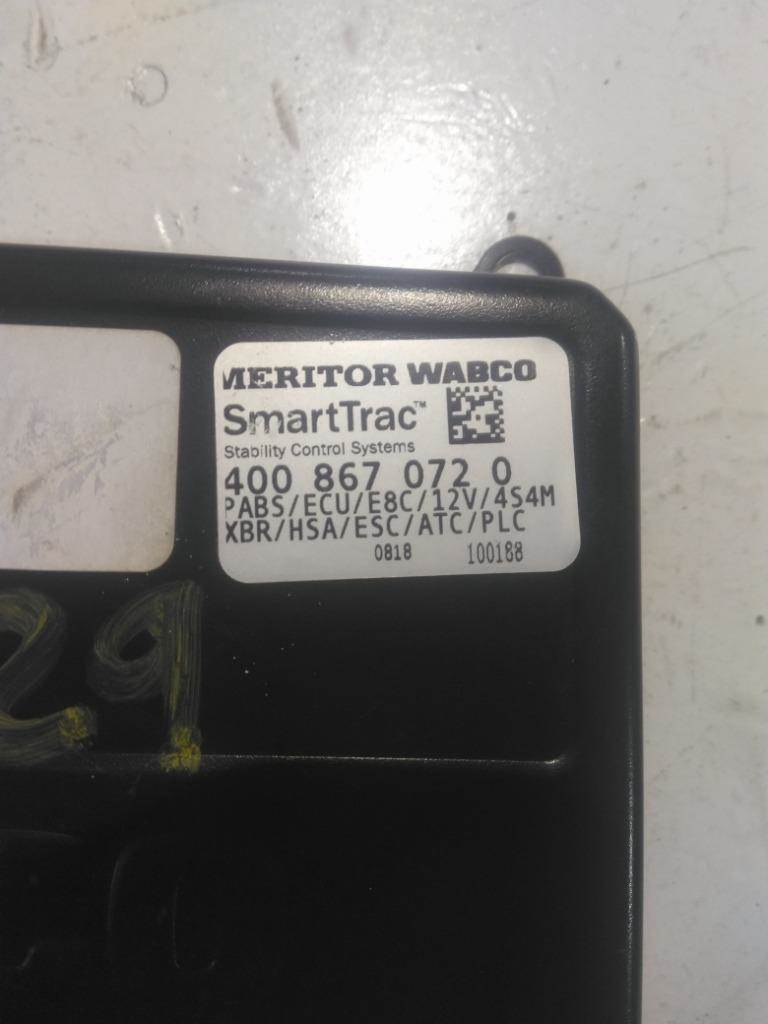 MERITOR WABCO
SmartTrac™
Stability Control Systems
400 867 072 0
PABS/ECU/E8C/12V/4S4M
XBR/HSA/ESC/ATC/PLC
0818 100188
29